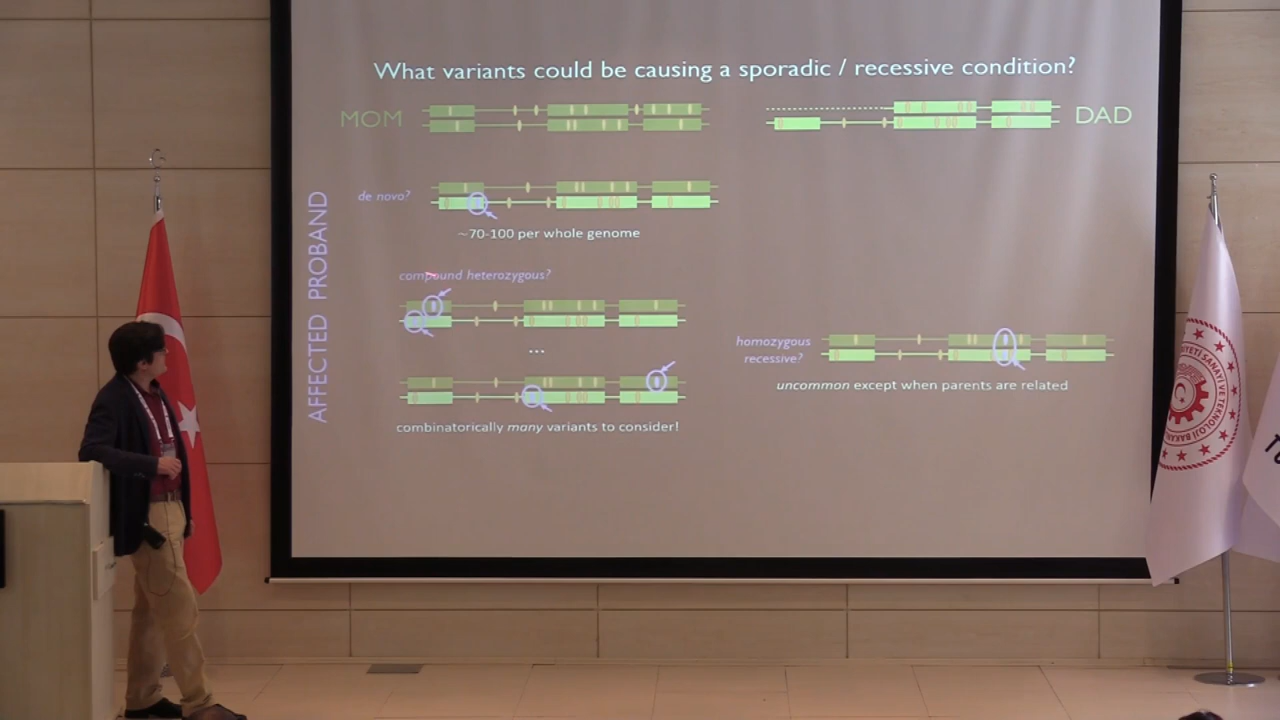 What variants could be causing a sporadic / recessive condition?
MOM
DAD
AFFECTED PROBAND
de novo?
~70-100 per whole genome
compound heterozygous?
...
combinatorically many variants to consider!
homozygous
recessive?
uncommon except when parents are related